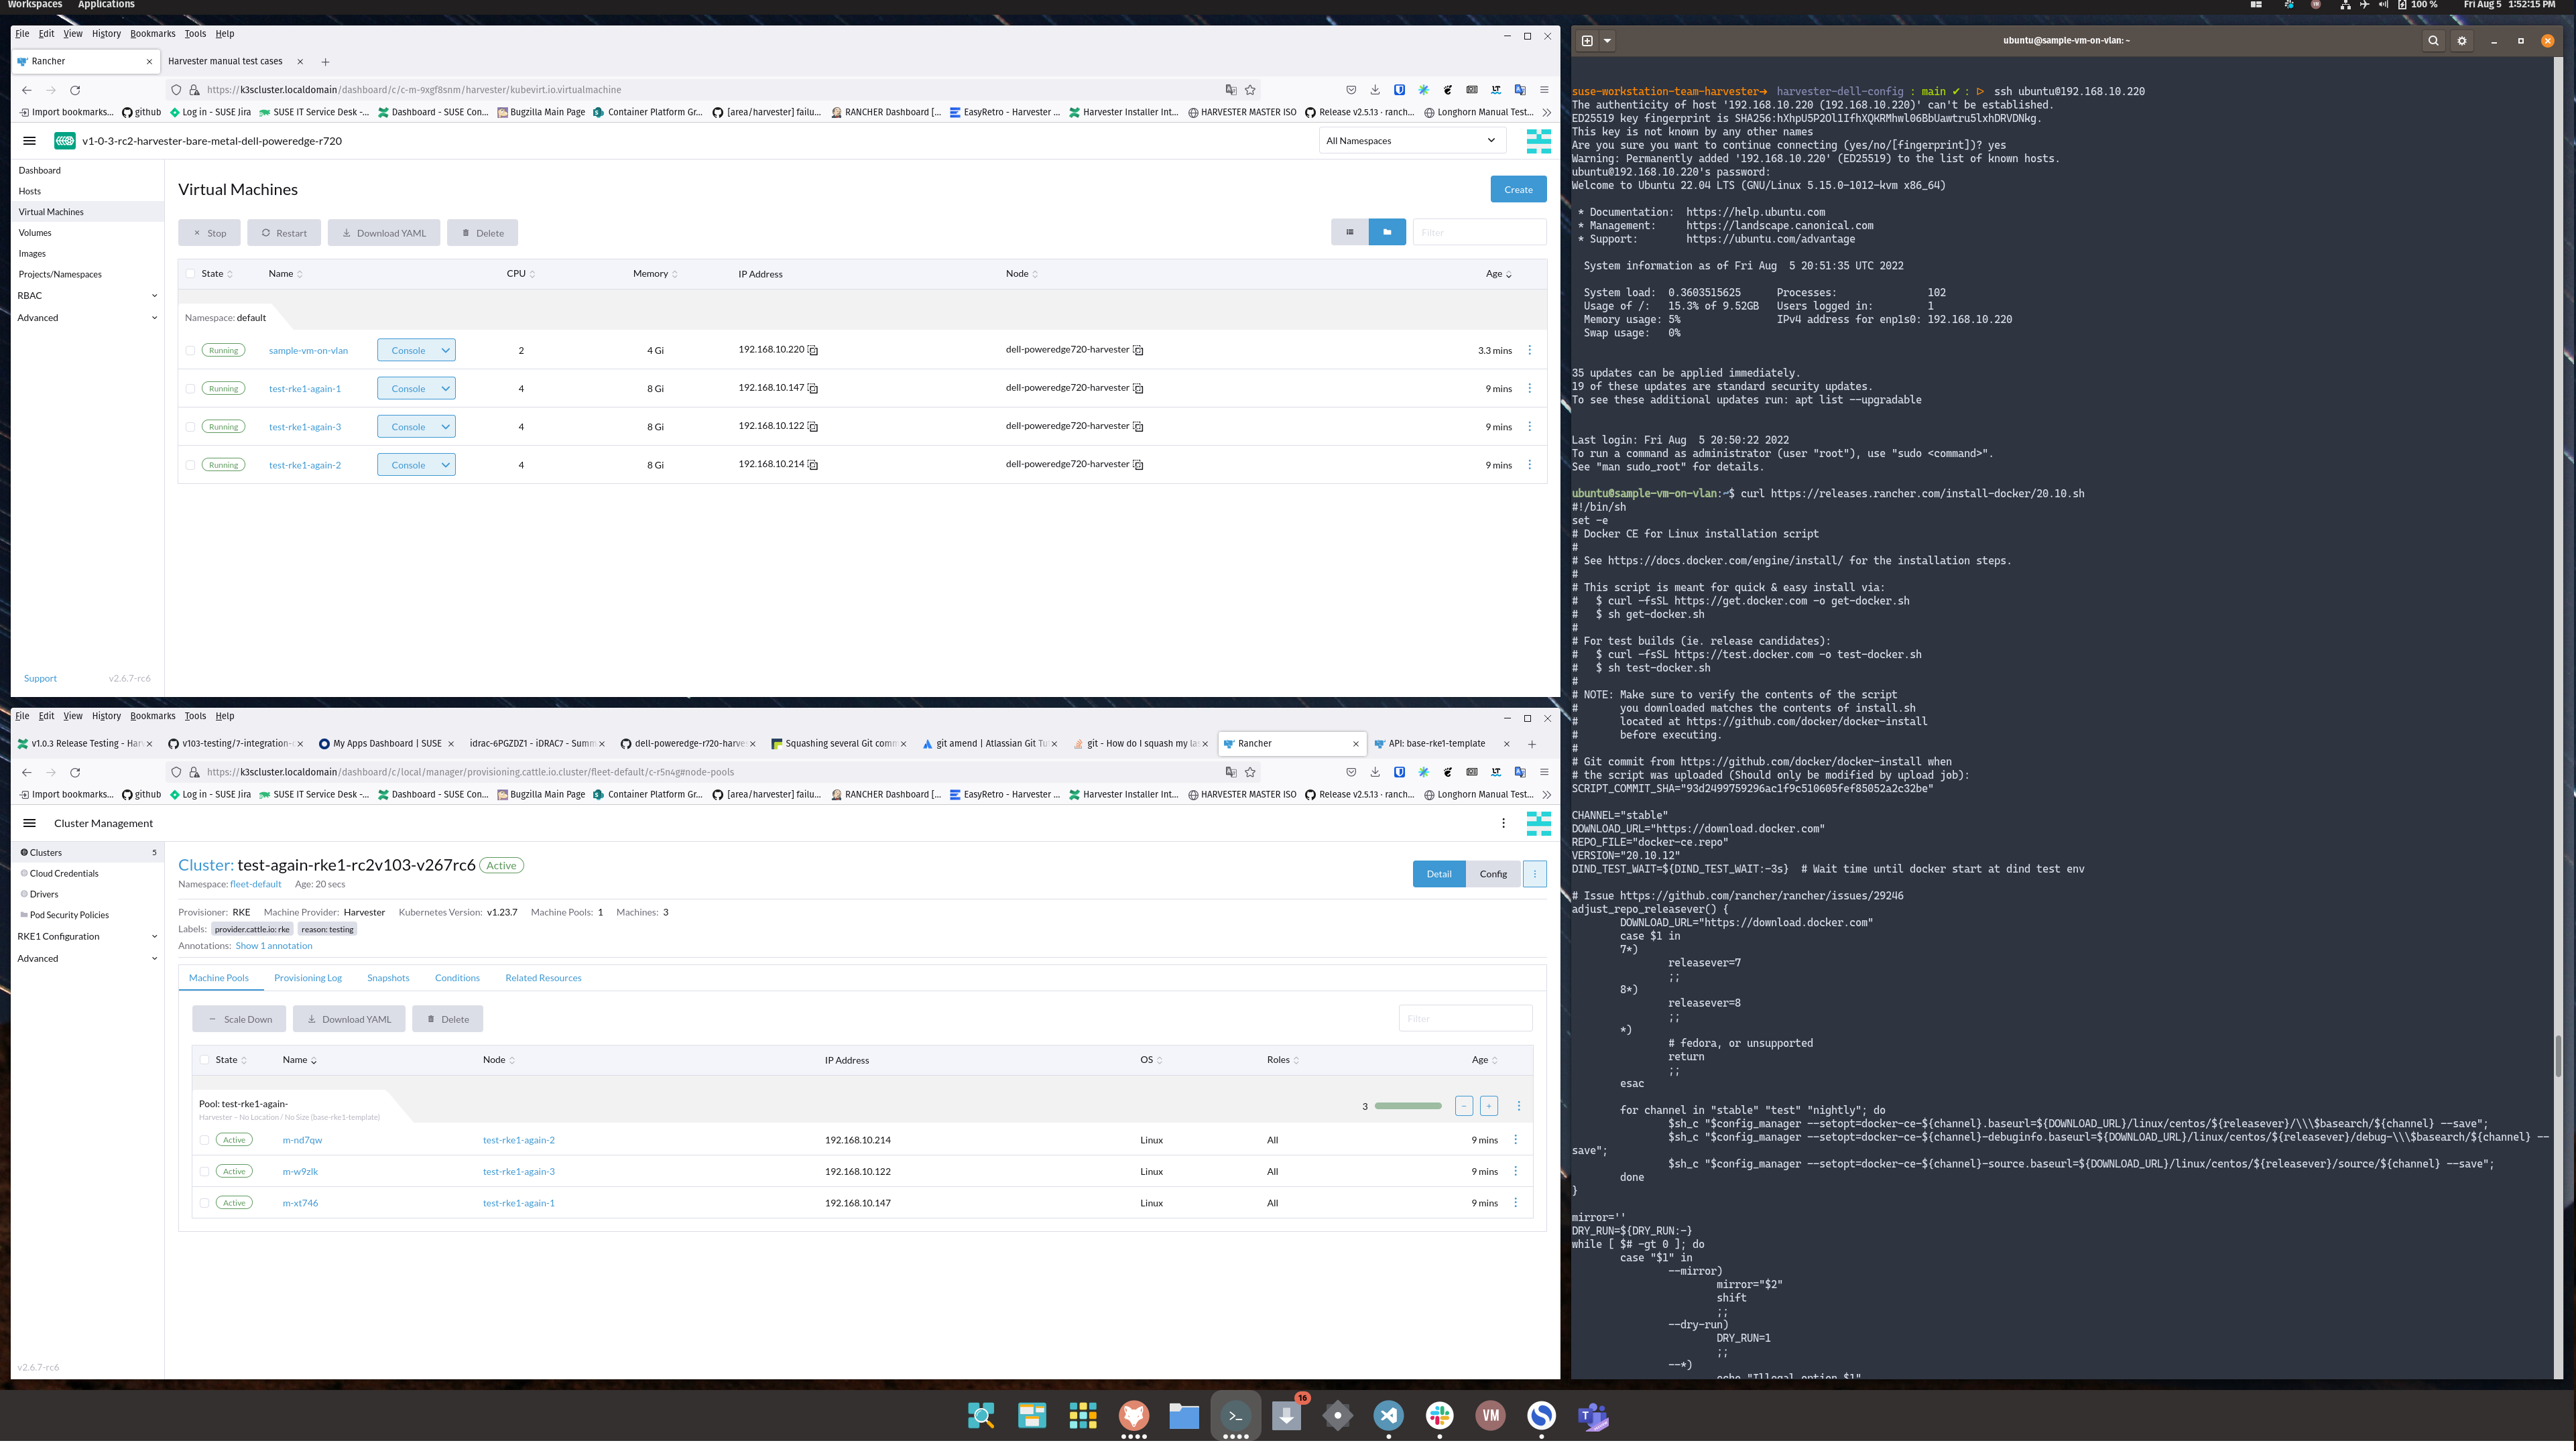 Workspaces Applications
100 % Fri Aug 5 1:52:15 PM
File Edit View History Bookmarks Tools Help
Rancher
Harvester manual test cases
https://k3scluster.localdomain/dashboard/c/c-m-9xgf8snm/harvester/kubevirt.io.virtualmachine
Import bookmarks... github Log in - SUSE Jira SUSE IT Service Desk -... Dashboard - SUSE Con... Bugzilla Main Page Container Platform Gr... [area/harvester] failu... RANCHER Dashboard [... EasyRetro - Harvester ... Harvester Installer Int... HARVESTER MASTER ISO Release v2.5.13 · ranch... Longhorn Manual Test...
v1-0-3-rc2-harvester-bare-metal-dell-poweredge-r720
All Namespaces
Dashboard
Hosts
Virtual Machines
Volumes
Images
Projects/Namespaces
RBAC
Advanced
Support v2.6.7-rc6
Virtual Machines
Create
Stop Restart Download YAML Delete
Filter
State Name CPU Memory IP Address Node Age
Namespace: default
Running sample-vm-on-vlan Console 2 4 Gi 192.168.10.220 dell-poweredge720-harvester 3.3 mins
Running test-rke1-again-1 Console 4 8 Gi 192.168.10.147 dell-poweredge720-harvester 9 mins
Running test-rke1-again-3 Console 4 8 Gi 192.168.10.122 dell-poweredge720-harvester 9 mins
Running test-rke1-again-2 Console 4 8 Gi 192.168.10.214 dell-poweredge720-harvester 9 mins
File Edit View History Bookmarks Tools Help
v1.0.3 Release Testing - Har v103-testing/7-integration- My Apps Dashboard | SUSE idrac-6PGZDZ1 - iDRAC7 - Summ dell-poweredge-r720-harves Squashing several Git comm git amend | Atlassian Git Tu git - How do I squash my las Rancher API: base-rke1-template
https://k3scluster.localdomain/dashboard/c/local/manager/provisioning.cattle.io.cluster/fleet-default/c-r5n4g#node-pools
Import bookmarks... github Log in - SUSE Jira SUSE IT Service Desk -... Dashboard - SUSE Con... Bugzilla Main Page Container Platform Gr... [area/harvester] failu... RANCHER Dashboard [... EasyRetro - Harvester ... Harvester Installer Int... HARVESTER MASTER ISO Release v2.5.13 · ranch... Longhorn Manual Test...
Cluster Management
Clusters 5
Cloud Credentials
Drivers
Pod Security Policies
RKE1 Configuration
Advanced
v2.6.7-rc6
Cluster: test-again-rke1-rc2v103-v267rc6 Active
Namespace: fleet-default Age: 20 secs
Detail Config
Provisioner: RKE Machine Provider: Harvester Kubernetes Version: v1.23.7 Machine Pools: 1 Machines: 3
Labels: provider.cattle.io: rke reason: testing
Annotations: Show 1 annotation
Machine Pools Provisioning Log Snapshots Conditions Related Resources
Scale Down Download YAML Delete
Filter
State Name Node IP Address OS Roles Age
Pool: test-rke1-again-
Harvester – No Location / No Size (base-rke1-template)
3
Active m-nd7qw test-rke1-again-2 192.168.10.214 Linux All 9 mins
Active m-w9zlk test-rke1-again-3 192.168.10.122 Linux All 9 mins
Active m-xt746 test-rke1-again-1 192.168.10.147 Linux All 9 mins
ubuntu@sample-vm-on-vlan: ~
suse-workstation-team-harvester➔ harvester-dell-config : main ✔ : ▷ ssh ubuntu@192.168.10.220
The authenticity of host '192.168.10.220 (192.168.10.220)' can't be established.
ED25519 key fingerprint is SHA256:hXhpU5P2Ol1IfhXQKRMhwl06BbUawtru5lxhDRVDNkg.
This key is not known by any other names
Are you sure you want to continue connecting (yes/no/[fingerprint])? yes
Warning: Permanently added '192.168.10.220' (ED25519) to the list of known hosts.
ubuntu@192.168.10.220's password:
Welcome to Ubuntu 22.04 LTS (GNU/Linux 5.15.0-1012-kvm x86_64)
* Documentation: https://help.ubuntu.com
* Management: https://landscape.canonical.com
* Support: https://ubuntu.com/advantage
System information as of Fri Aug 5 20:51:35 UTC 2022
System load: 0.3603515625 Processes: 102
Usage of /: 15.3% of 9.52GB Users logged in: 1
Memory usage: 5% IPv4 address for enp1s0: 192.168.10.220
Swap usage: 0%
35 updates can be applied immediately.
19 of these updates are standard security updates.
To see these additional updates run: apt list --upgradable
Last login: Fri Aug 5 20:50:22 2022
To run a command as administrator (user "root"), use "sudo <command>".
See "man sudo_root" for details.
ubuntu@sample-vm-on-vlan:~$ curl https://releases.rancher.com/install-docker/20.10.sh
#!/bin/sh
set -e
# Docker CE for Linux installation script
#
# See https://docs.docker.com/engine/install/ for the installation steps.
#
# This script is meant for quick & easy install via:
# $ curl -fsSL https://get.docker.com -o get-docker.sh
# $ sh get-docker.sh
#
# For test builds (ie. release candidates):
# $ curl -fsSL https://test.docker.com -o test-docker.sh
# $ sh test-docker.sh
#
# NOTE: Make sure to verify the contents of the script
# you downloaded matches the contents of install.sh
# located at https://github.com/docker/docker-install
# before executing.
#
# Git commit from https://github.com/docker/docker-install when
# the script was uploaded (Should only be modified by upload job):
SCRIPT_COMMIT_SHA="93d2499759296ac1f9c510605fef85052a2c32be"
CHANNEL="stable"
DOWNLOAD_URL="https://download.docker.com"
REPO_FILE="docker-ce.repo"
VERSION="20.10.12"
DIND_TEST_WAIT=${DIND_TEST_WAIT:-3s} # Wait time until docker start at dind test env
# Issue https://github.com/rancher/rancher/issues/29246
adjust_repo_releasever() {
DOWNLOAD_URL="https://download.docker.com"
case $1 in
7*)
releasever=7
;;
8*)
releasever=8
;;
*)
# fedora, or unsupported
return
;;
esac
for channel in "stable" "test" "nightly"; do
$sh_c "$config_manager --setopt=docker-ce-${channel}.baseurl=${DOWNLOAD_URL}/linux/centos/${releasever}/\\\$basearch/${channel} --save";
$sh_c "$config_manager --setopt=docker-ce-${channel}-debuginfo.baseurl=${DOWNLOAD_URL}/linux/centos/${releasever}/debug-\\\$basearch/${channel} --
save";
$sh_c "$config_manager --setopt=docker-ce-${channel}-source.baseurl=${DOWNLOAD_URL}/linux/centos/${releasever}/source/${channel} --save";
done
}
mirror=''
DRY_RUN=${DRY_RUN:-}
while [ $# -gt 0 ]; do
case "$1" in
--mirror)
mirror="$2"
shift
;;
--dry-run)
DRY_RUN=1
;;
--*)
echo "Illegal option $1"
16
VM
T